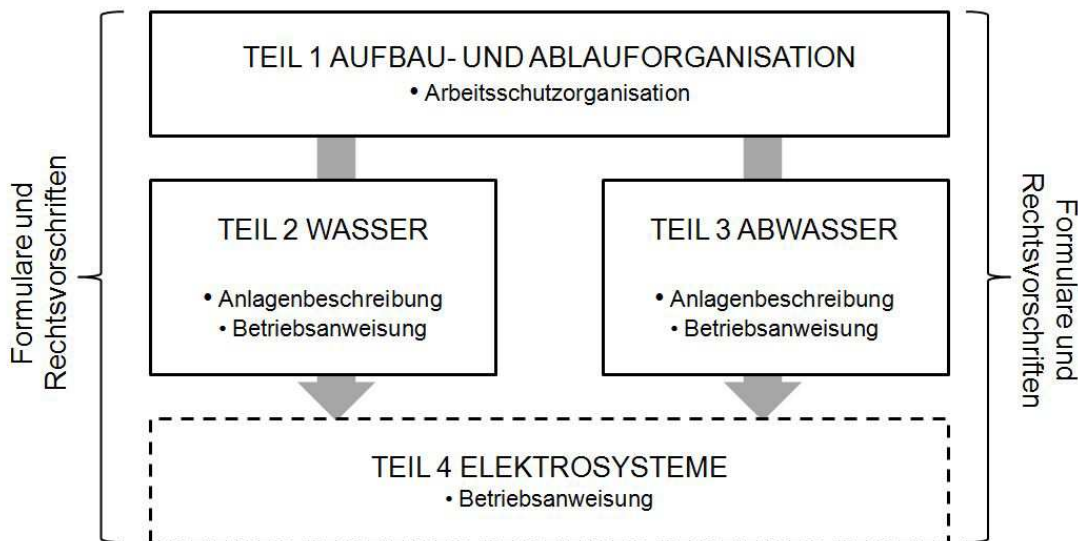 TEIL 1 AUFBAU- UND ABLAUFORGANISATION
• Arbeitsschutzorganisation
Formulare und
Rechtsvorschriften
TEIL 2 WASSER
• Anlagenbeschreibung
• Betriebsanweisung
TEIL 3 ABWASSER
• Anlagenbeschreibung
• Betriebsanweisung
Formulare und
Rechtsvorschriften
TEIL 4 ELEKTROSYSTEME
• Betriebsanweisung